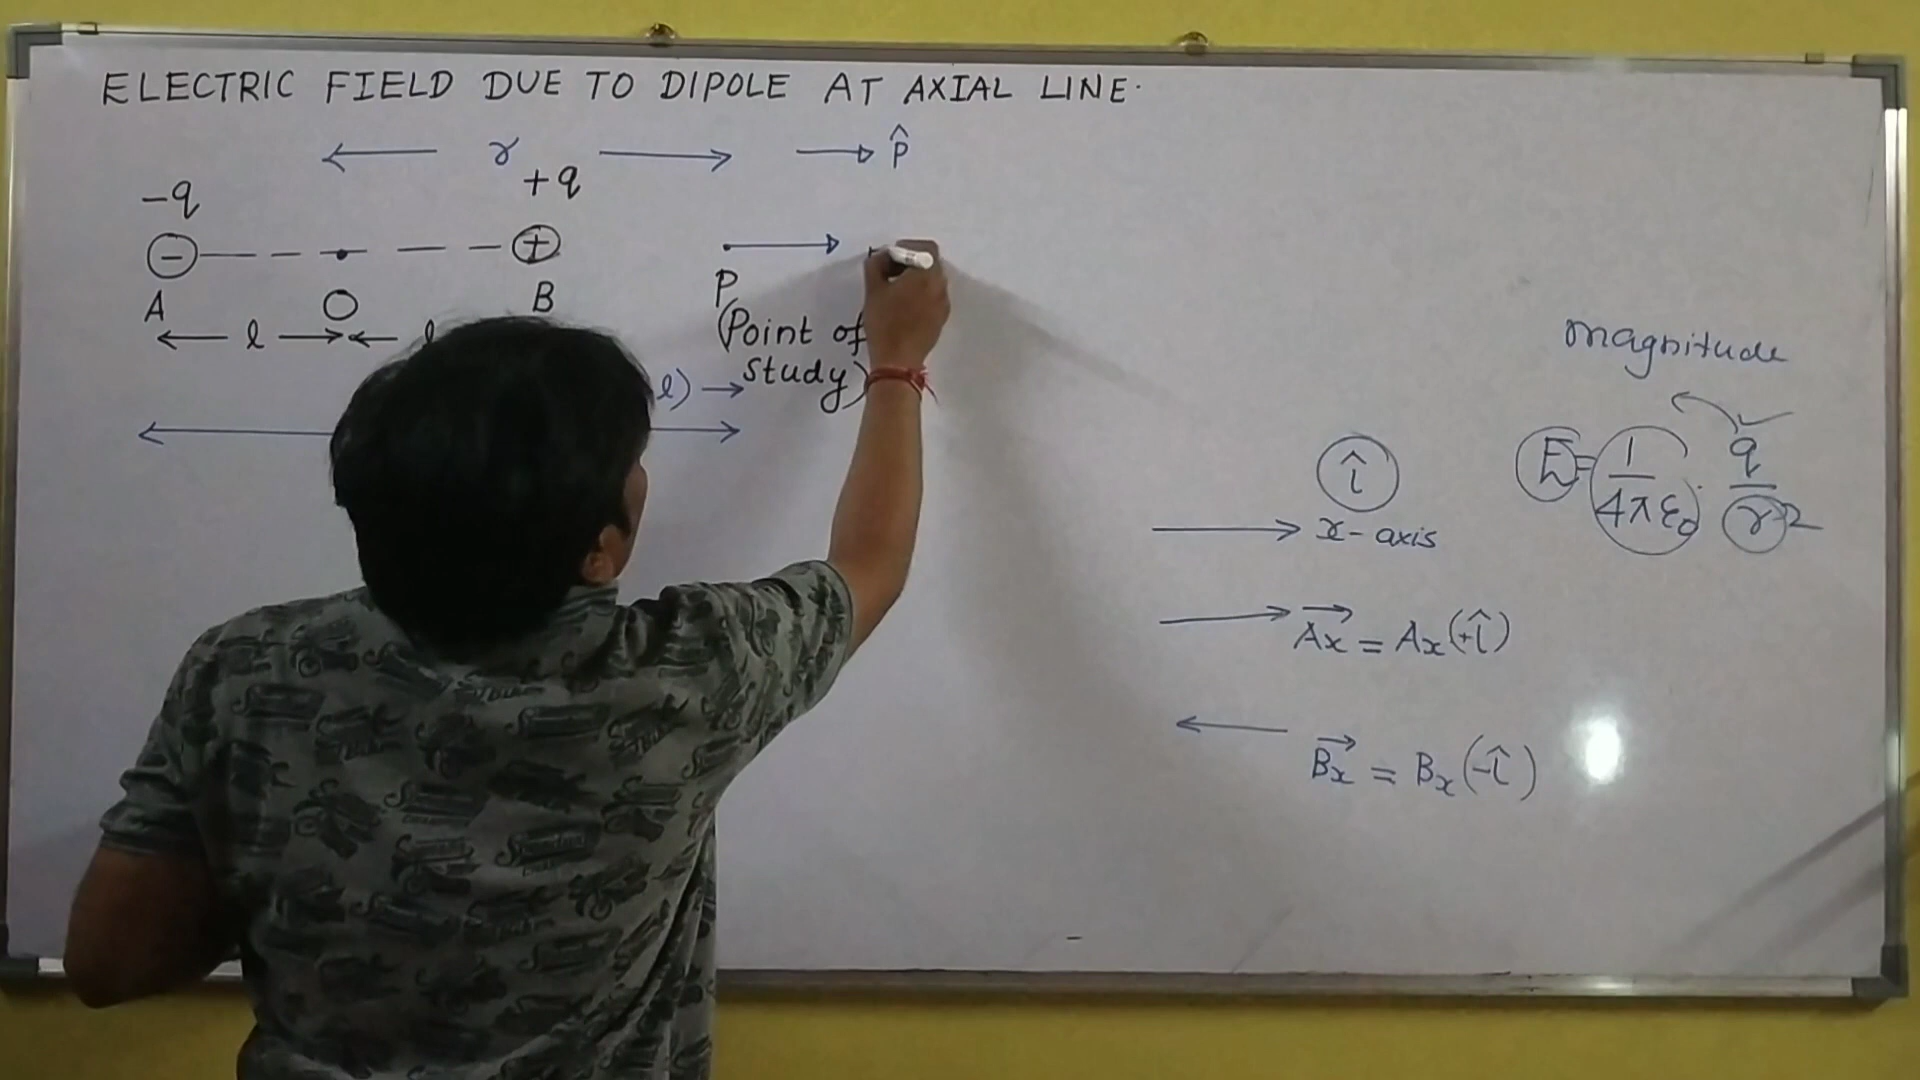 ELECTRIC FIELD DUE TO DIPOLE AT AXIAL LINE.
r
p̂
-q
+q
A
O
B
P
l
l
(Point of
study)
l)
magnitude
î
x-axis
E = 1/4πε₀ · q/r²
A⃗x = Ax(+î)
B⃗x = Bx(-î)